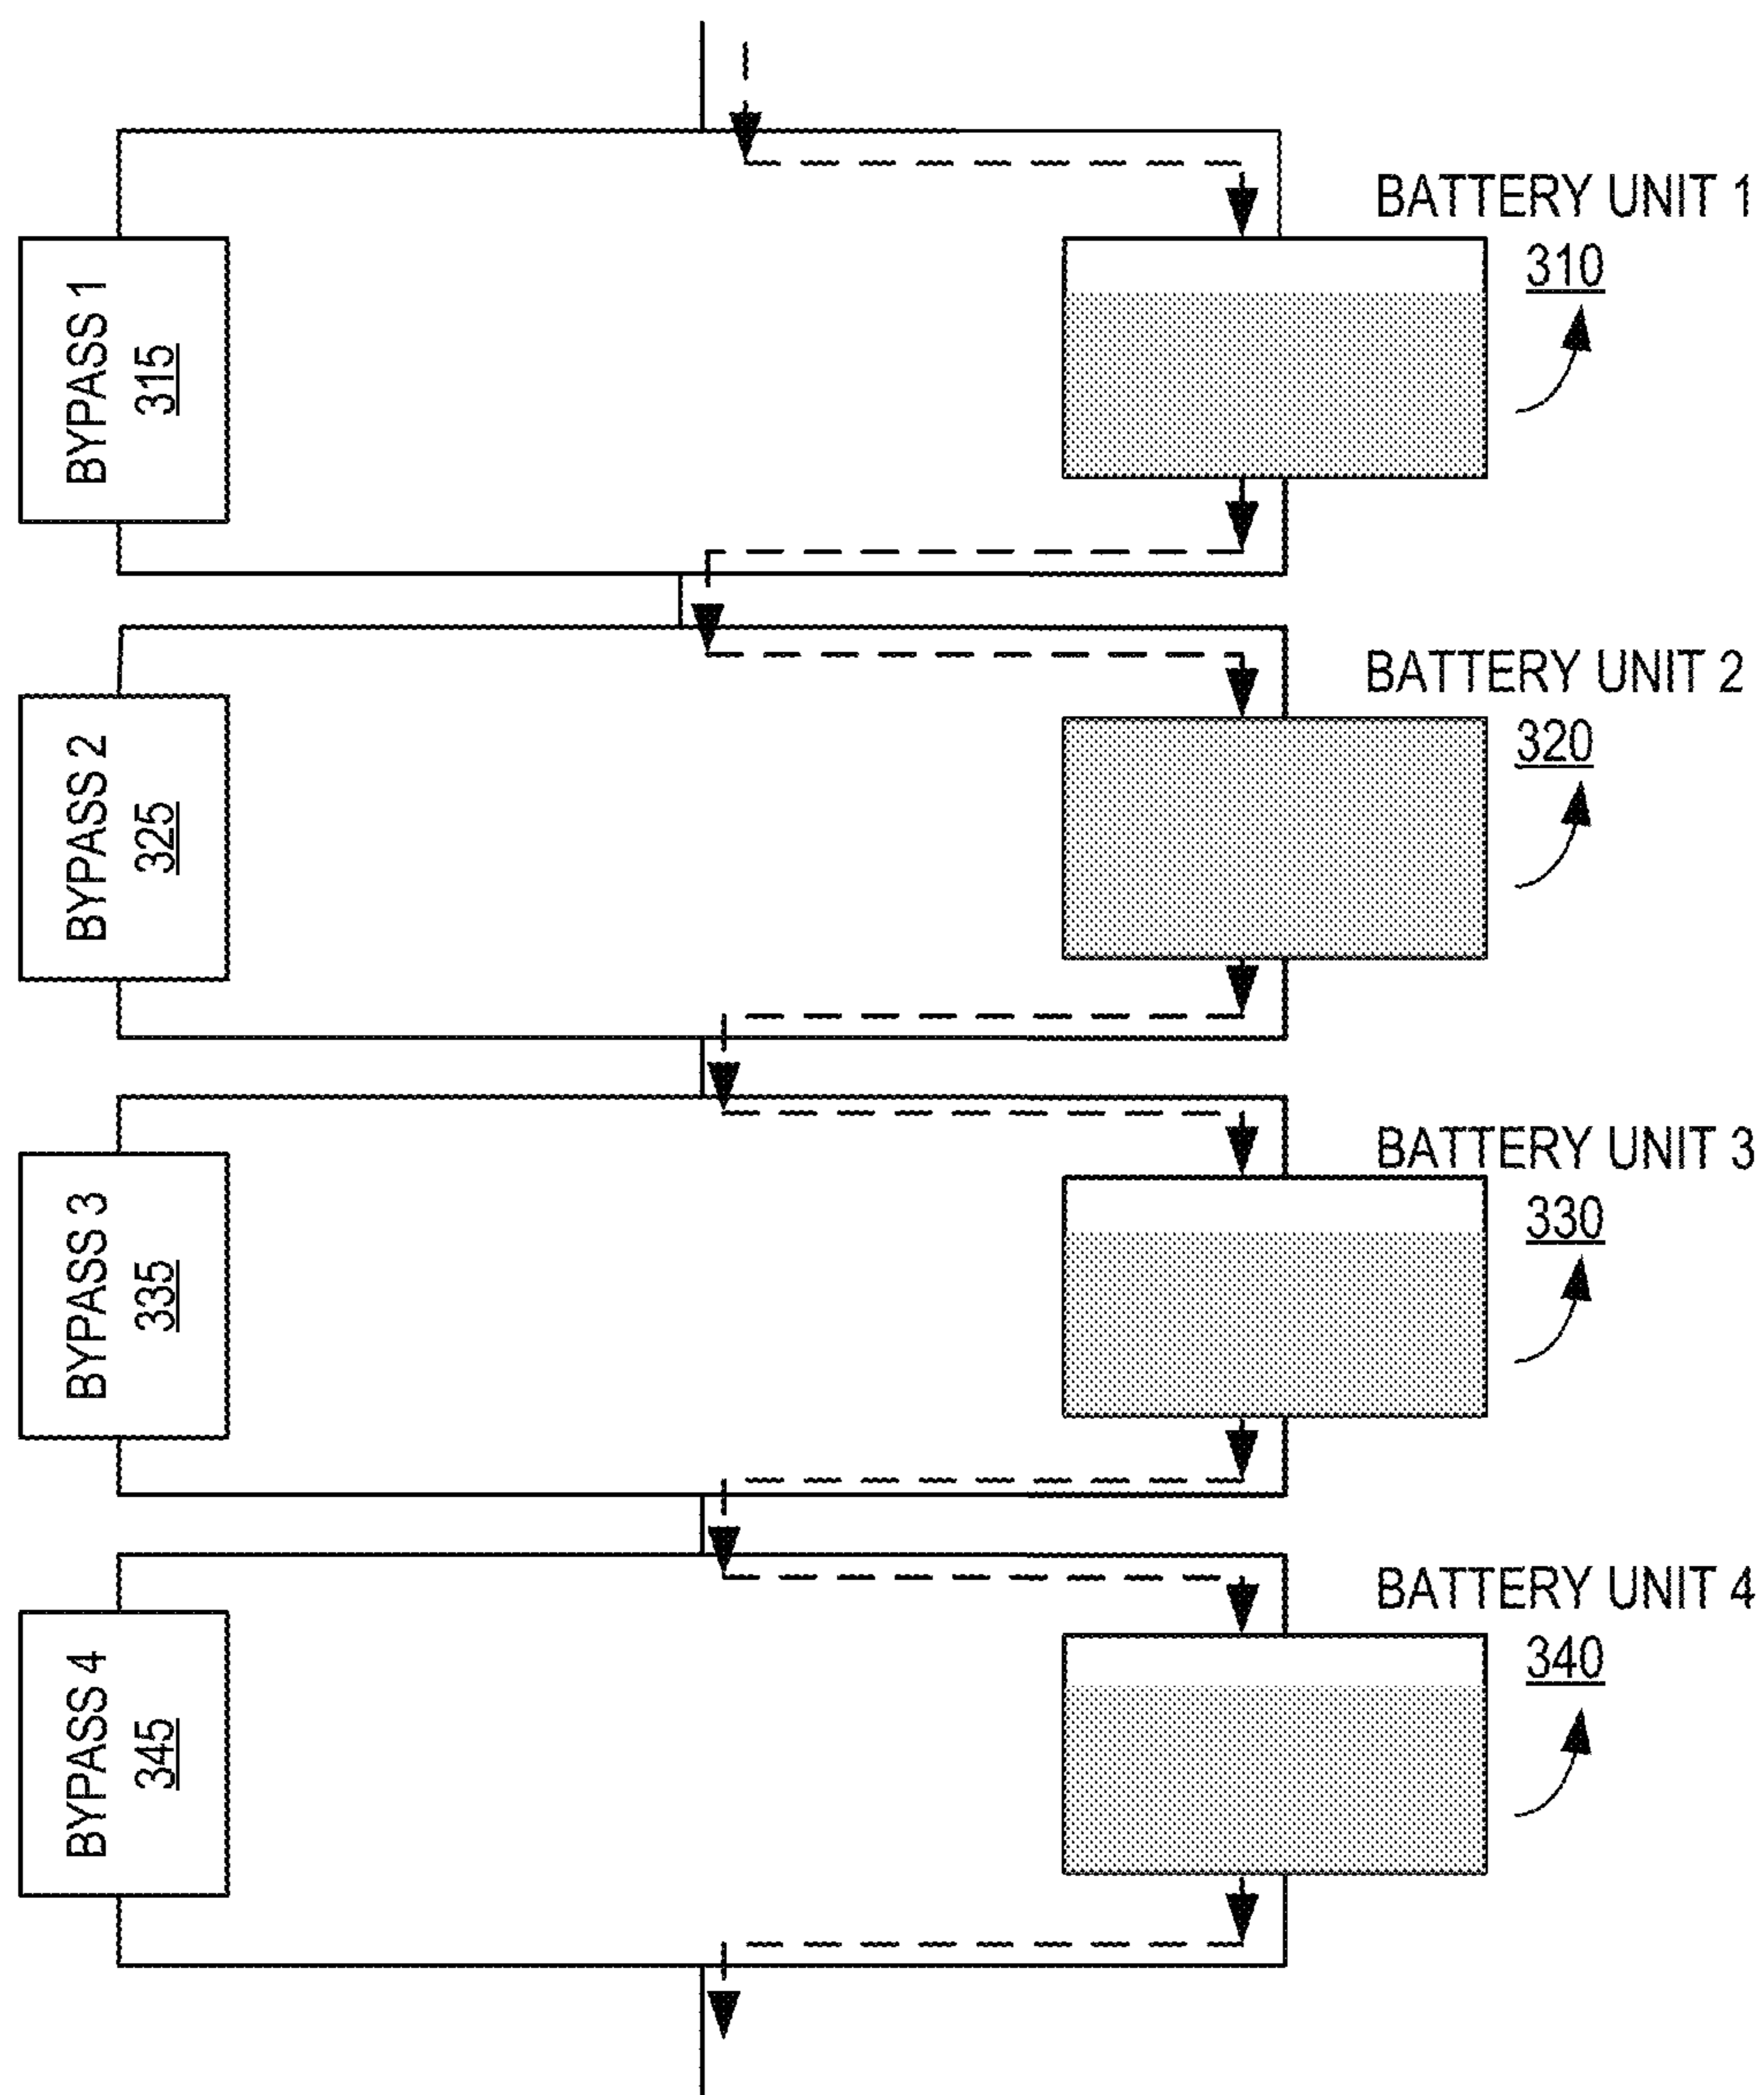 BATTERY UNIT 1
310
BYPASS 1
315
BATTERY UNIT 2
320
BYPASS 2
325
BATTERY UNIT 3
330
BYPASS 3
335
BATTERY UNIT 4
340
BYPASS 4
345